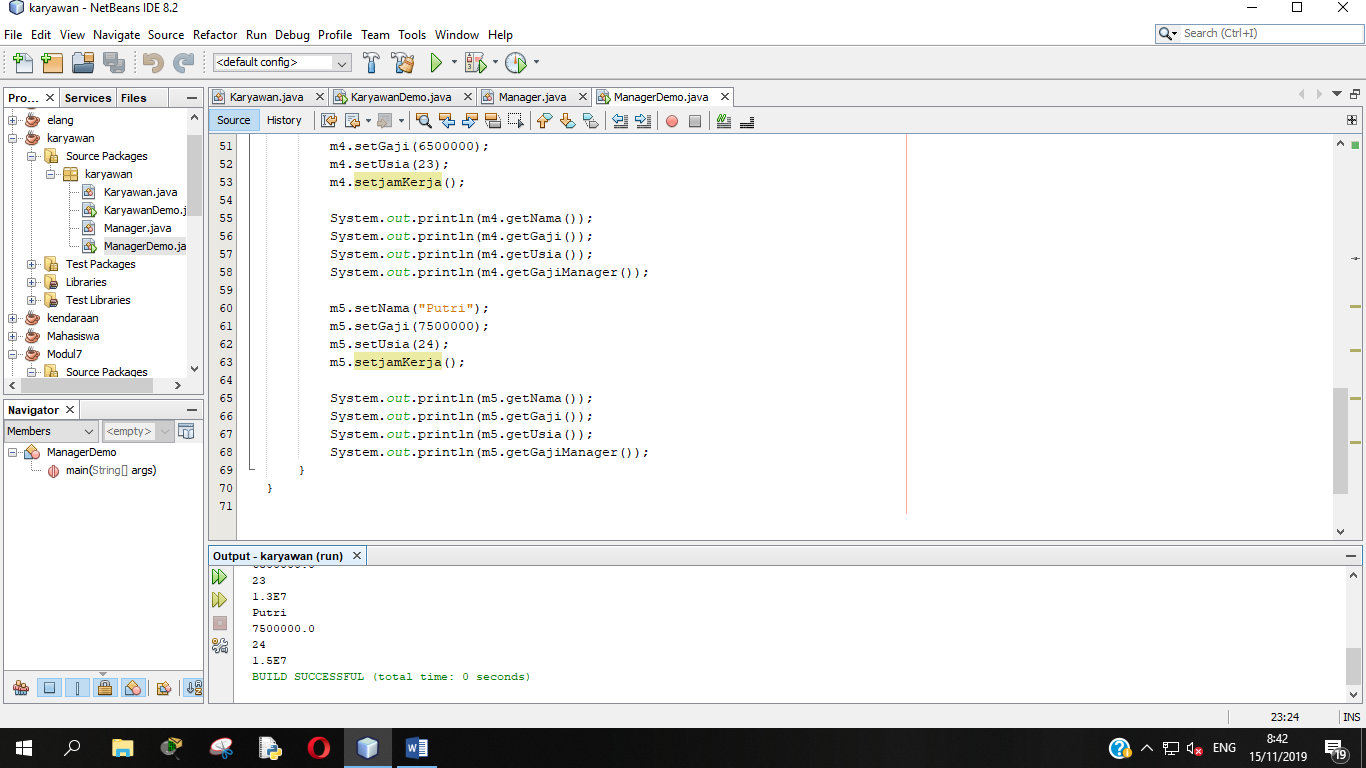 karyawan - NetBeans IDE 8.2
File Edit View Navigate Source Refactor Run Debug Profile Team Tools Window Help
Search (Ctrl+I)
<default config>
Pro... Services Files
elang
karyawan
Source Packages
karyawan
Karyawan.java
KaryawanDemo.j
Manager.java
ManagerDemo.ja
Test Packages
Libraries
Test Libraries
kendaraan
Mahasiswa
Modul7
Source Packages
Navigator
Members <empty>
ManagerDemo
main(String[] args)
Karyawan.java KaryawanDemo.java Manager.java ManagerDemo.java
Source History
51 m4.setGaji(6500000);
52 m4.setUsia(23);
53 m4.setjamKerja();
54
55 System.out.println(m4.getNama());
56 System.out.println(m4.getGaji());
57 System.out.println(m4.getUsia());
58 System.out.println(m4.getGajiManager());
59
60 m5.setNama("Putri");
61 m5.setGaji(7500000);
62 m5.setUsia(24);
63 m5.setjamKerja();
64
65 System.out.println(m5.getNama());
66 System.out.println(m5.getGaji());
67 System.out.println(m5.getUsia());
68 System.out.println(m5.getGajiManager());
69 }
70 }
71
Output - karyawan (run)
23
1.3E7
Putri
7500000.0
24
1.5E7
BUILD SUCCESSFUL (total time: 0 seconds)
23:24 INS
ENG
8:42
15/11/2019
19